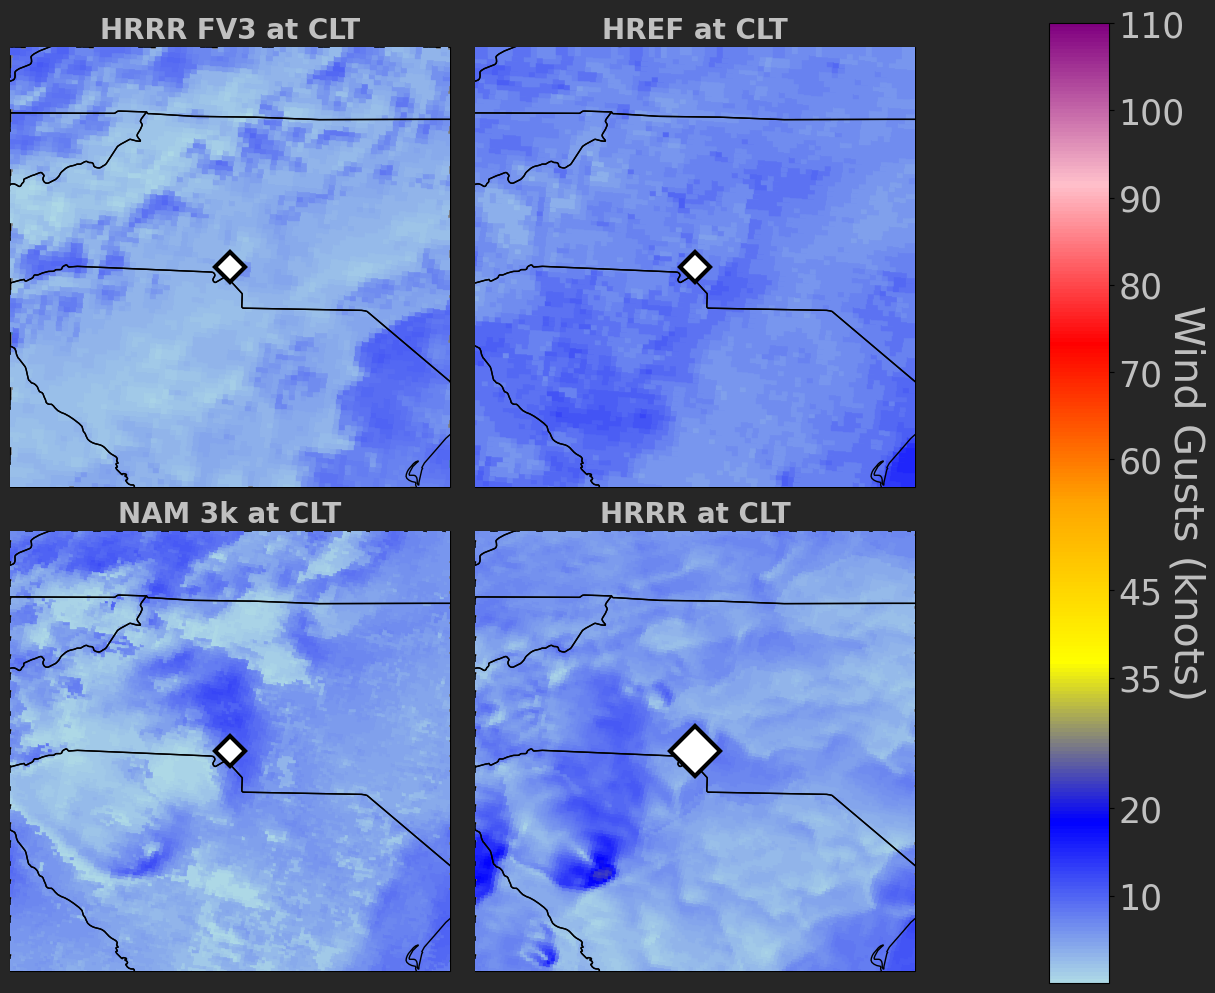 HRRR FV3 at CLT
HREF at CLT
NAM 3k at CLT
HRRR at CLT
110
100
90
80
70
60
45
35
20
10
Wind Gusts (knots)